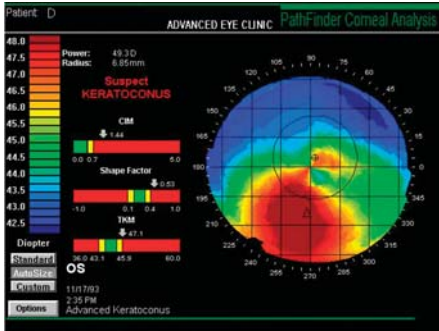 Patient: D
ADVANCED EYE CLINIC PathFinder Corneal Analysis
48.0
47.5
47.0
46.5
46.0
45.5
45.0
44.5
44.0
43.5
43.0
42.5
Diopter
Standard
AutoSize
Custom
Options
Power: 49.3 D
Radius: 6.85mm
Suspect
KERATOCONUS
CIM
1.44
0.0 0.7 5.0
Shape Factor
0.53
-1.0 0.1 0.4 1.0
TKM
47.1
36.0 43.1 45.9 60.0
OS
11/17/93
2:35 PM
Advanced Keratoconus
120 105 90 75 60
135 45
150
165 15
180 0
195 345
210 330
225 315
240 255 270 285 300